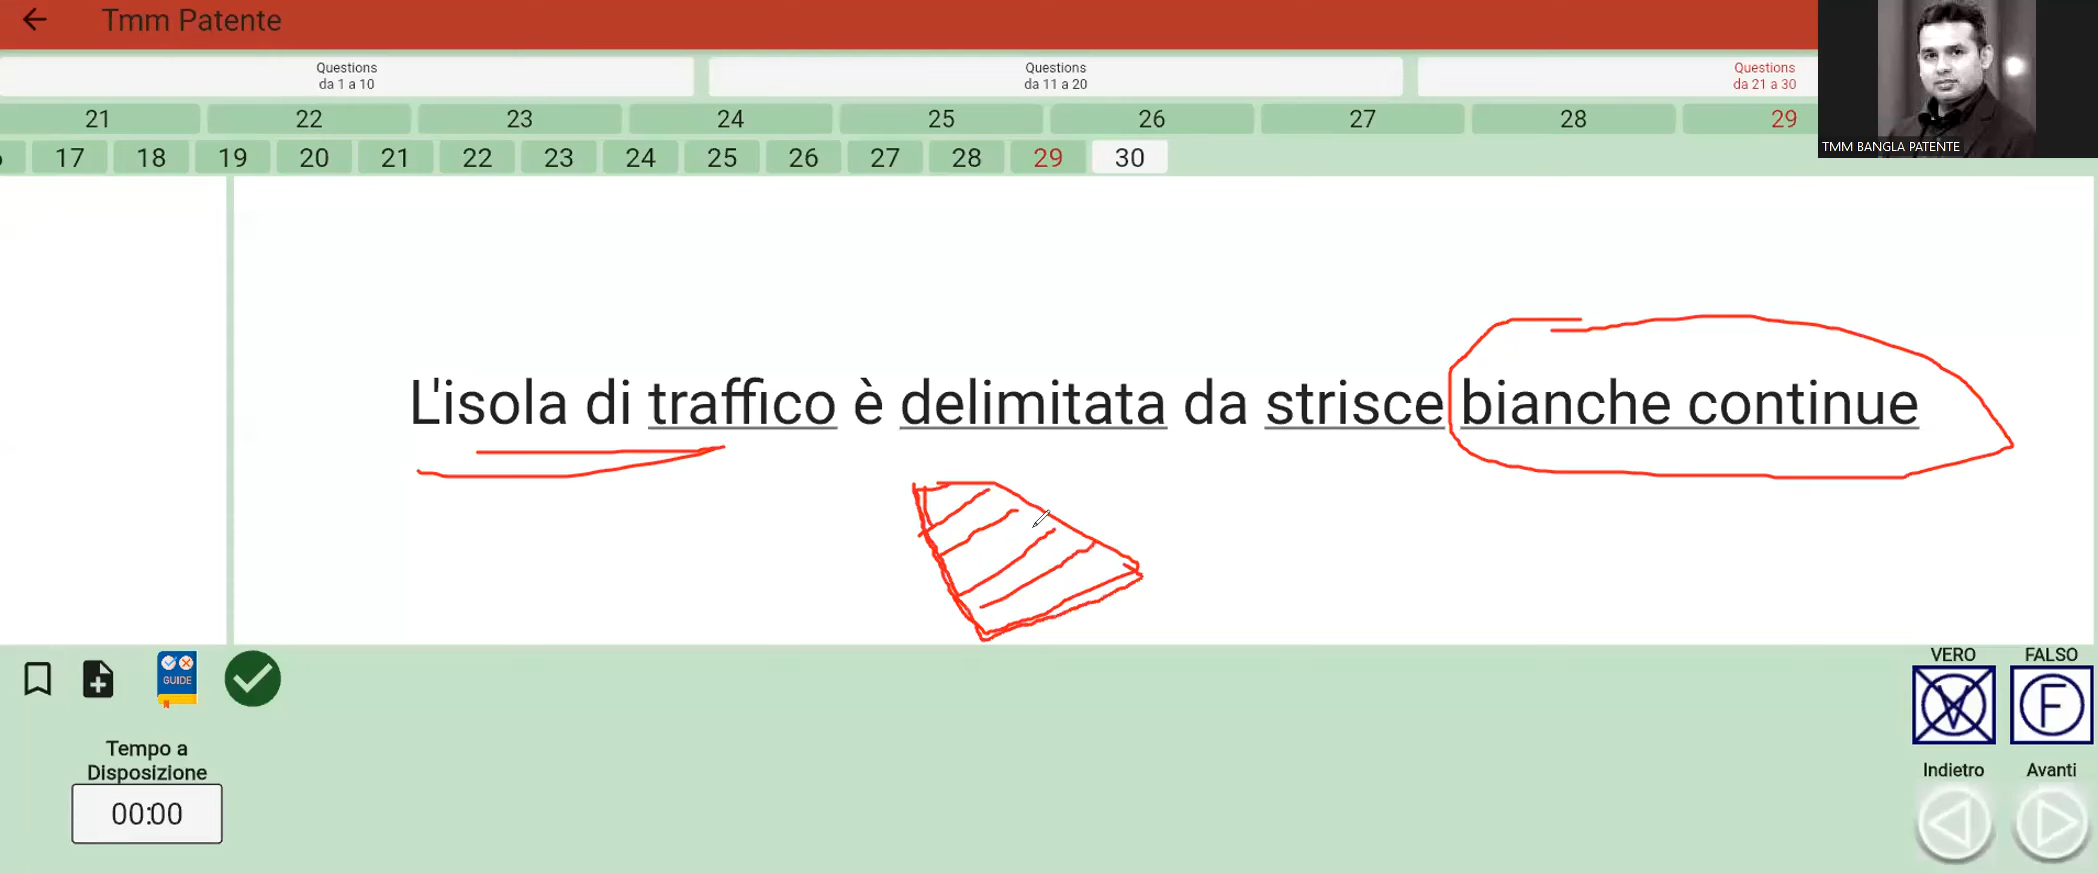 Tmm Patente
Questions
da 1 a 10
Questions
da 11 a 20
Questions
da 21 a 30
21 22 23 24 25 26 27 28 29
17 18 19 20 21 22 23 24 25 26 27 28 29 30
TMM BANGLA PATENTE
L'isola di traffico è delimitata da strisce bianche continue
GUIDE
VERO FALSO
V F
Tempo a
Disposizione
00:00
Indietro Avanti